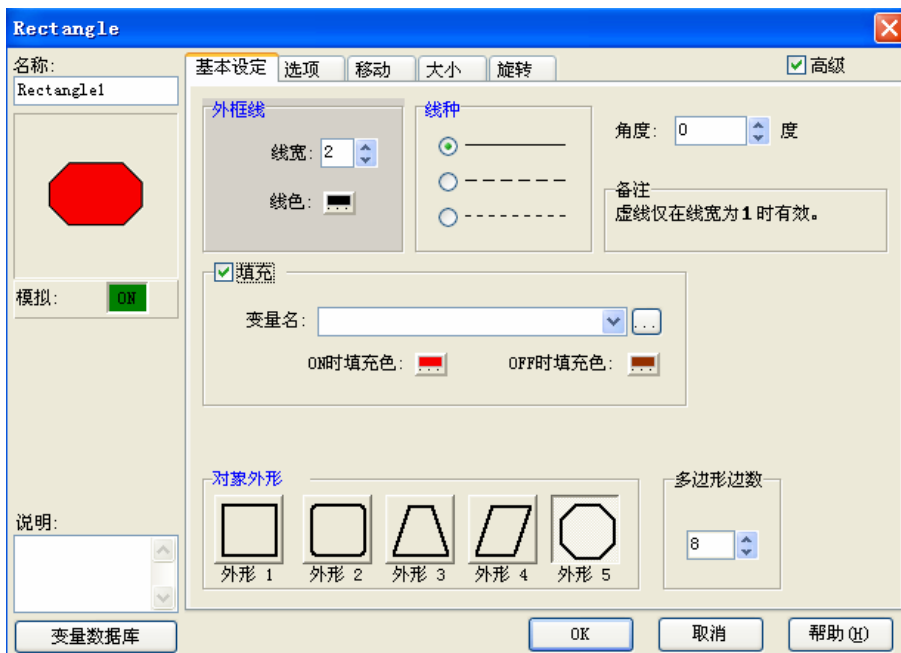 Rectangle
名称:
Rectangle1
基本设定 选项 移动 大小 旋转
高级
外框线
线宽: 2
线色:
线种
角度: 0 度
备注
虚线仅在线宽为1时有效。
模拟: ON
填充
变量名: ...
ON时填充色: ... OFF时填充色: ...
对象外形
外形 1 外形 2 外形 3 外形 4 外形 5
多边形边数
8
说明:
变量数据库
OK 取消 帮助(H)